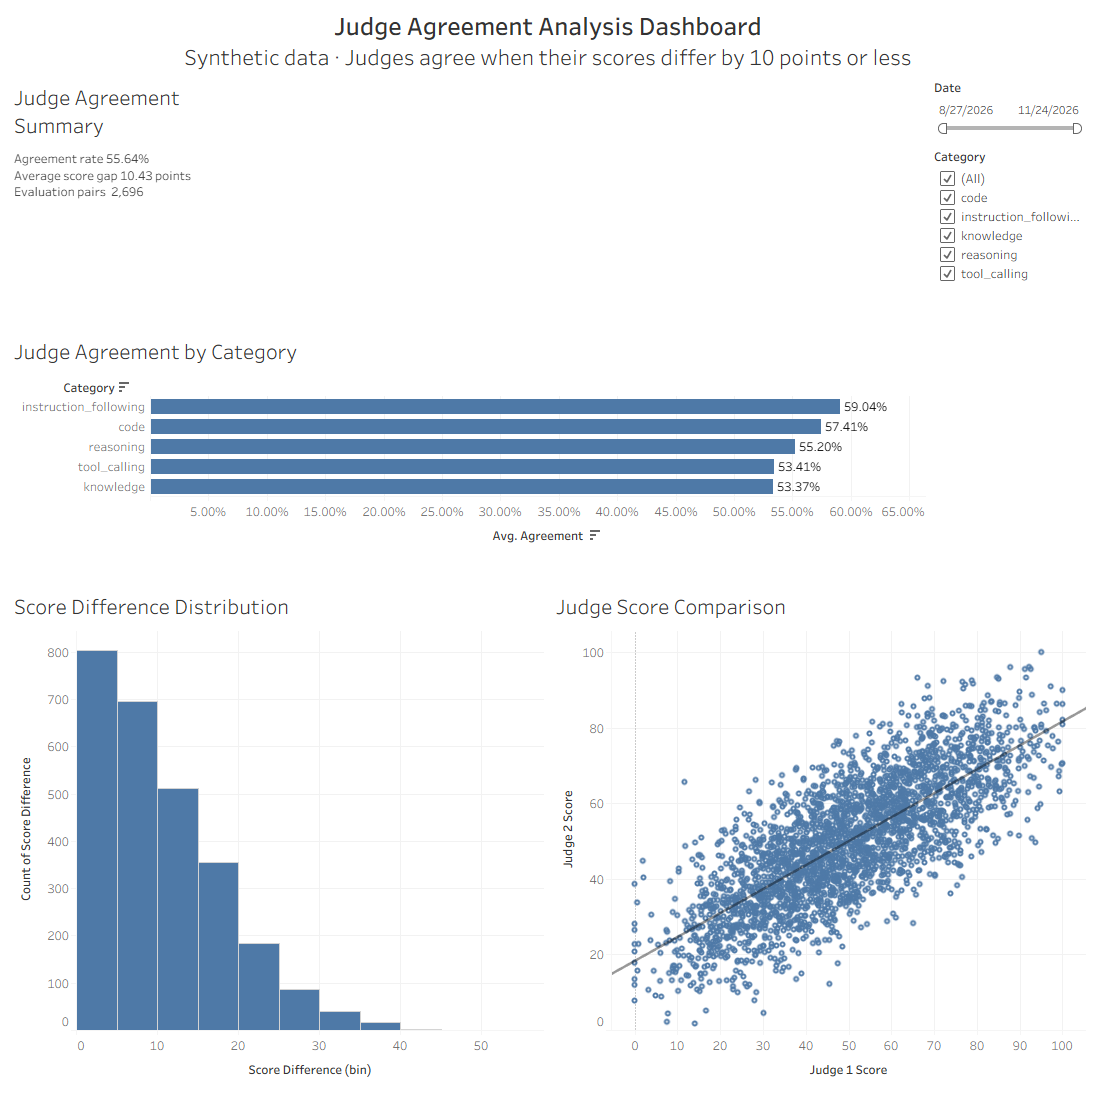 Judge Agreement Analysis Dashboard
Synthetic data · Judges agree when their scores differ by 10 points or less
Judge Agreement
Summary
Agreement rate 55.64%
Average score gap 10.43 points
Evaluation pairs 2,696
Date
8/27/2026 11/24/2026
Category
(All)
code
instruction_followi...
knowledge
reasoning
tool_calling
Judge Agreement by Category
Category
instruction_following 59.04%
code 57.41%
reasoning 55.20%
tool_calling 53.41%
knowledge 53.37%
5.00% 10.00% 15.00% 20.00% 25.00% 30.00% 35.00% 40.00% 45.00% 50.00% 55.00% 60.00% 65.00%
Avg. Agreement
Score Difference Distribution
Count of Score Difference
800
700
600
500
400
300
200
100
0
0 10 20 30 40 50
Score Difference (bin)
Judge Score Comparison
Judge 2 Score
100
80
60
40
20
0
0 10 20 30 40 50 60 70 80 90 100
Judge 1 Score